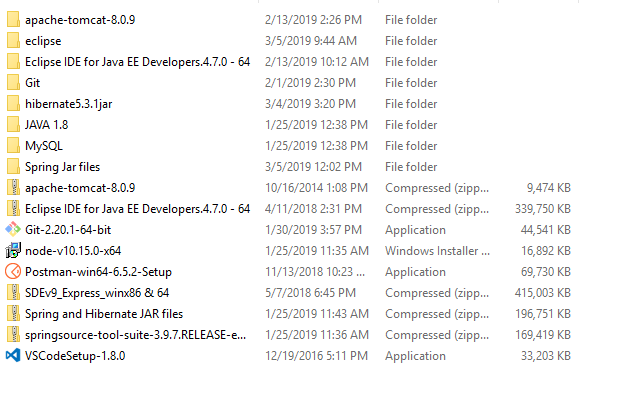 apache-tomcat-8.0.9 2/13/2019 2:26 PM File folder
eclipse 3/5/2019 9:44 AM File folder
Eclipse IDE for Java EE Developers.4.7.0 - 64 2/13/2019 10:12 AM File folder
Git 2/1/2019 2:30 PM File folder
hibernate5.3.1jar 3/4/2019 3:20 PM File folder
JAVA 1.8 1/25/2019 12:38 PM File folder
MySQL 1/25/2019 12:38 PM File folder
Spring Jar files 3/5/2019 12:02 PM File folder
apache-tomcat-8.0.9 10/16/2014 1:08 PM Compressed (zipp... 9,474 KB
Eclipse IDE for Java EE Developers.4.7.0 - 64 4/11/2018 2:31 PM Compressed (zipp... 339,750 KB
Git-2.20.1-64-bit 1/30/2019 3:57 PM Application 44,541 KB
node-v10.15.0-x64 1/25/2019 11:35 AM Windows Installer ... 16,892 KB
Postman-win64-6.5.2-Setup 11/13/2018 10:23 ... Application 69,730 KB
SDEv9_Express_winx86 & 64 5/7/2018 6:45 PM Compressed (zipp... 415,003 KB
Spring and Hibernate JAR files 1/25/2019 11:43 AM Compressed (zipp... 196,751 KB
springsource-tool-suite-3.9.7.RELEASE-e... 1/25/2019 11:36 AM Compressed (zipp... 169,419 KB
VSCodeSetup-1.8.0 12/19/2016 5:11 PM Application 33,203 KB